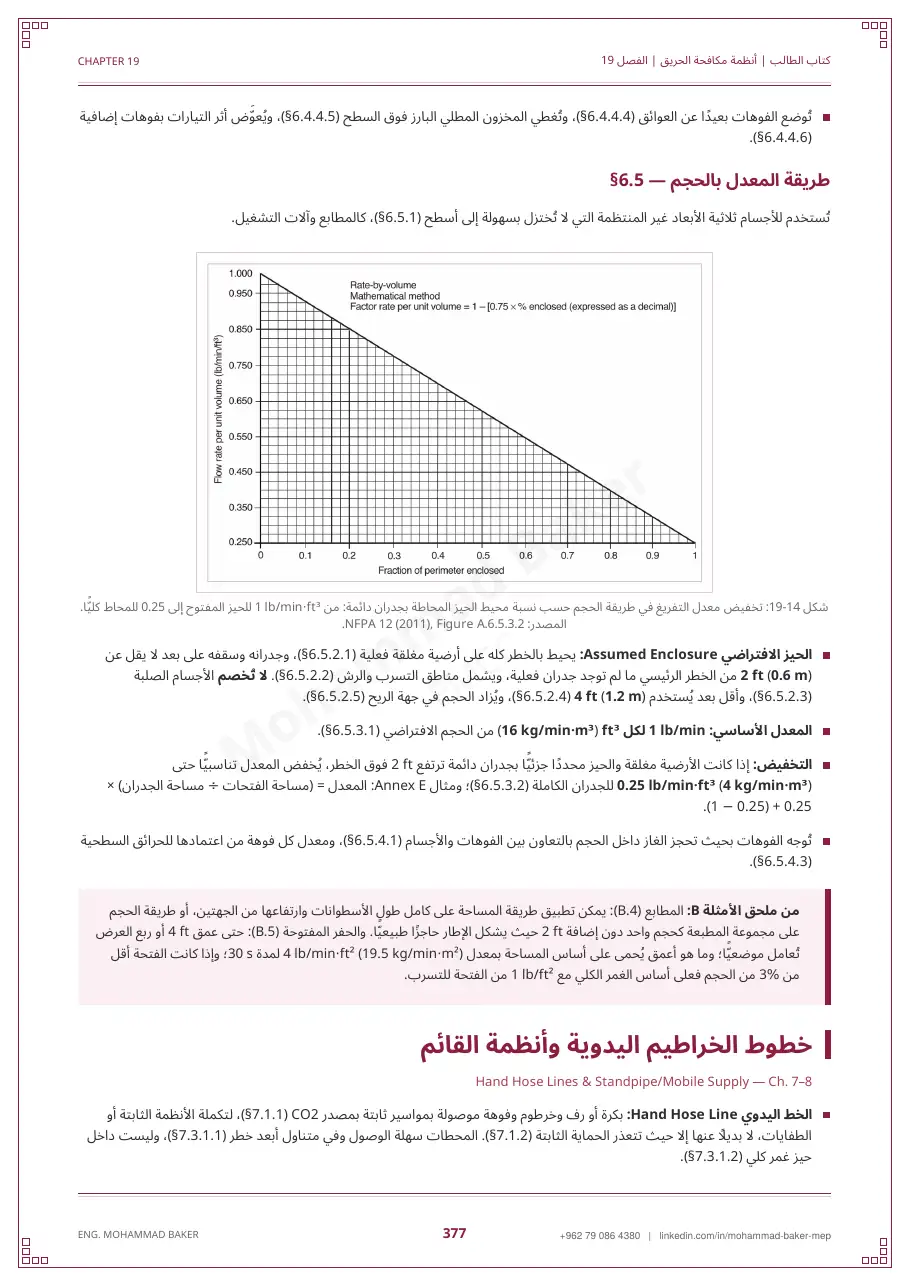 CHAPTER 19
كتاب الطالب | أنظمة مكافحة الحريق | الفصل 19
تُوضع الفوهات بعيدًا عن العوائق (6.4.4.4§)، وتُغطي المخزون المطلي البارز فوق السطح (6.4.4.5§)، ويُعوَّض أثر التيارات بفوهات إضافية
(6.4.4.6§).
طريقة المعدل بالحجم — 6.5§
تُستخدم للأجسام ثلاثية الأبعاد غير المنتظمة التي لا تُختزل بسهولة إلى أسطح (6.5.1§)، كالمطابع وآلات التشغيل.
Rate-by-volume
Mathematical method
Factor rate per unit volume = 1 – [0.75 × % enclosed (expressed as a decimal)]
Flow rate per unit volume (lb/min/ft³)
1.000
0.950
0.850
0.750
0.650
0.550
0.450
0.350
0.250
0 0.1 0.2 0.3 0.4 0.5 0.6 0.7 0.8 0.9 1
Fraction of perimeter enclosed
شكل 14-19: تخفيض معدل التفريغ في طريقة الحجم حسب نسبة محيط الحيز المحاطة بجدران دائمة: من 1 lb/min·ft³ للحيز المفتوح إلى 0.25 للمحاط كليًّا.
المصدر: NFPA 12 (2011), Figure A.6.5.3.2.
الحيز الافتراضي Assumed Enclosure: يحيط بالخطر كله على أرضية مغلقة فعلية (6.5.2.1§)، وجدرانه وسقفه على بعد لا يقل عن
2 ft (0.6 m) من الخطر الرئيسي ما لم توجد جدران فعلية، ويشمل مناطق التسرب والرش (6.5.2.2§). لا تُخصم الأجسام الصلبة
(6.5.2.3§)، وأقل بعد يُستخدم 4 ft (1.2 m) (6.5.2.4§)، ويُزاد الحجم في جهة الريح (6.5.2.5§).
المعدل الأساسي: 1 lb/min لكل ft³ (16 kg/min·m³) من الحجم الافتراضي (6.5.3.1§).
التخفيض: إذا كانت الأرضية مغلقة والحيز محددًا جزئيًّا بجدران دائمة ترتفع 2 ft فوق الخطر، يُخفض المعدل تناسبيًّا حتى
0.25 lb/min·ft³ (4 kg/min·m³) للجدران الكاملة (6.5.3.2§)؛ ومثال Annex E: المعدل = (مساحة الفتحات ÷ مساحة الجدران) ×
(1 − 0.25) + 0.25.
تُوجه الفوهات بحيث تحجز الغاز داخل الحجم بالتعاون بين الفوهات والأجسام (6.5.4.1§)، ومعدل كل فوهة من اعتمادها للحرائق السطحية
(6.5.4.3§).
من ملحق الأمثلة B: المطابع (B.4): يمكن تطبيق طريقة المساحة على كامل طول الأسطوانات وارتفاعها من الجهتين، أو طريقة الحجم
على مجموعة المطبعة كحجم واحد دون إضافة 2 ft حيث يشكل الإطار حاجزًا طبيعيًّا. والحفر المفتوحة (B.5): حتى عمق 4 ft أو ربع العرض
تُعامل موضعيًّا؛ وما هو أعمق يُحمى على أساس المساحة بمعدل 4 lb/min·ft² (19.5 kg/min·m²) لمدة 30 s؛ وإذا كانت الفتحة أقل
من 3% من الحجم فعلى أساس الغمر الكلي مع 1 lb/ft² من الفتحة للتسرب.
خطوط الخراطيم اليدوية وأنظمة القائم
Hand Hose Lines & Standpipe/Mobile Supply — Ch. 7–8
الخط اليدوي Hand Hose Line: بكرة أو رف وخرطوم وفوهة موصولة بمواسير ثابتة بمصدر CO2 (7.1.1§)، لتكملة الأنظمة الثابتة أو
الطفايات، لا بديلًا عنها إلا حيث تتعذر الحماية الثابتة (7.1.2§). المحطات سهلة الوصول وفي متناول أبعد خطر (7.3.1.1§)، وليست داخل
حيز غمر كلي (7.3.1.2§).
Mohammad Baker
ENG. MOHAMMAD BAKER
377
+962 79 086 4380 | linkedin.com/in/mohammad-baker-mep